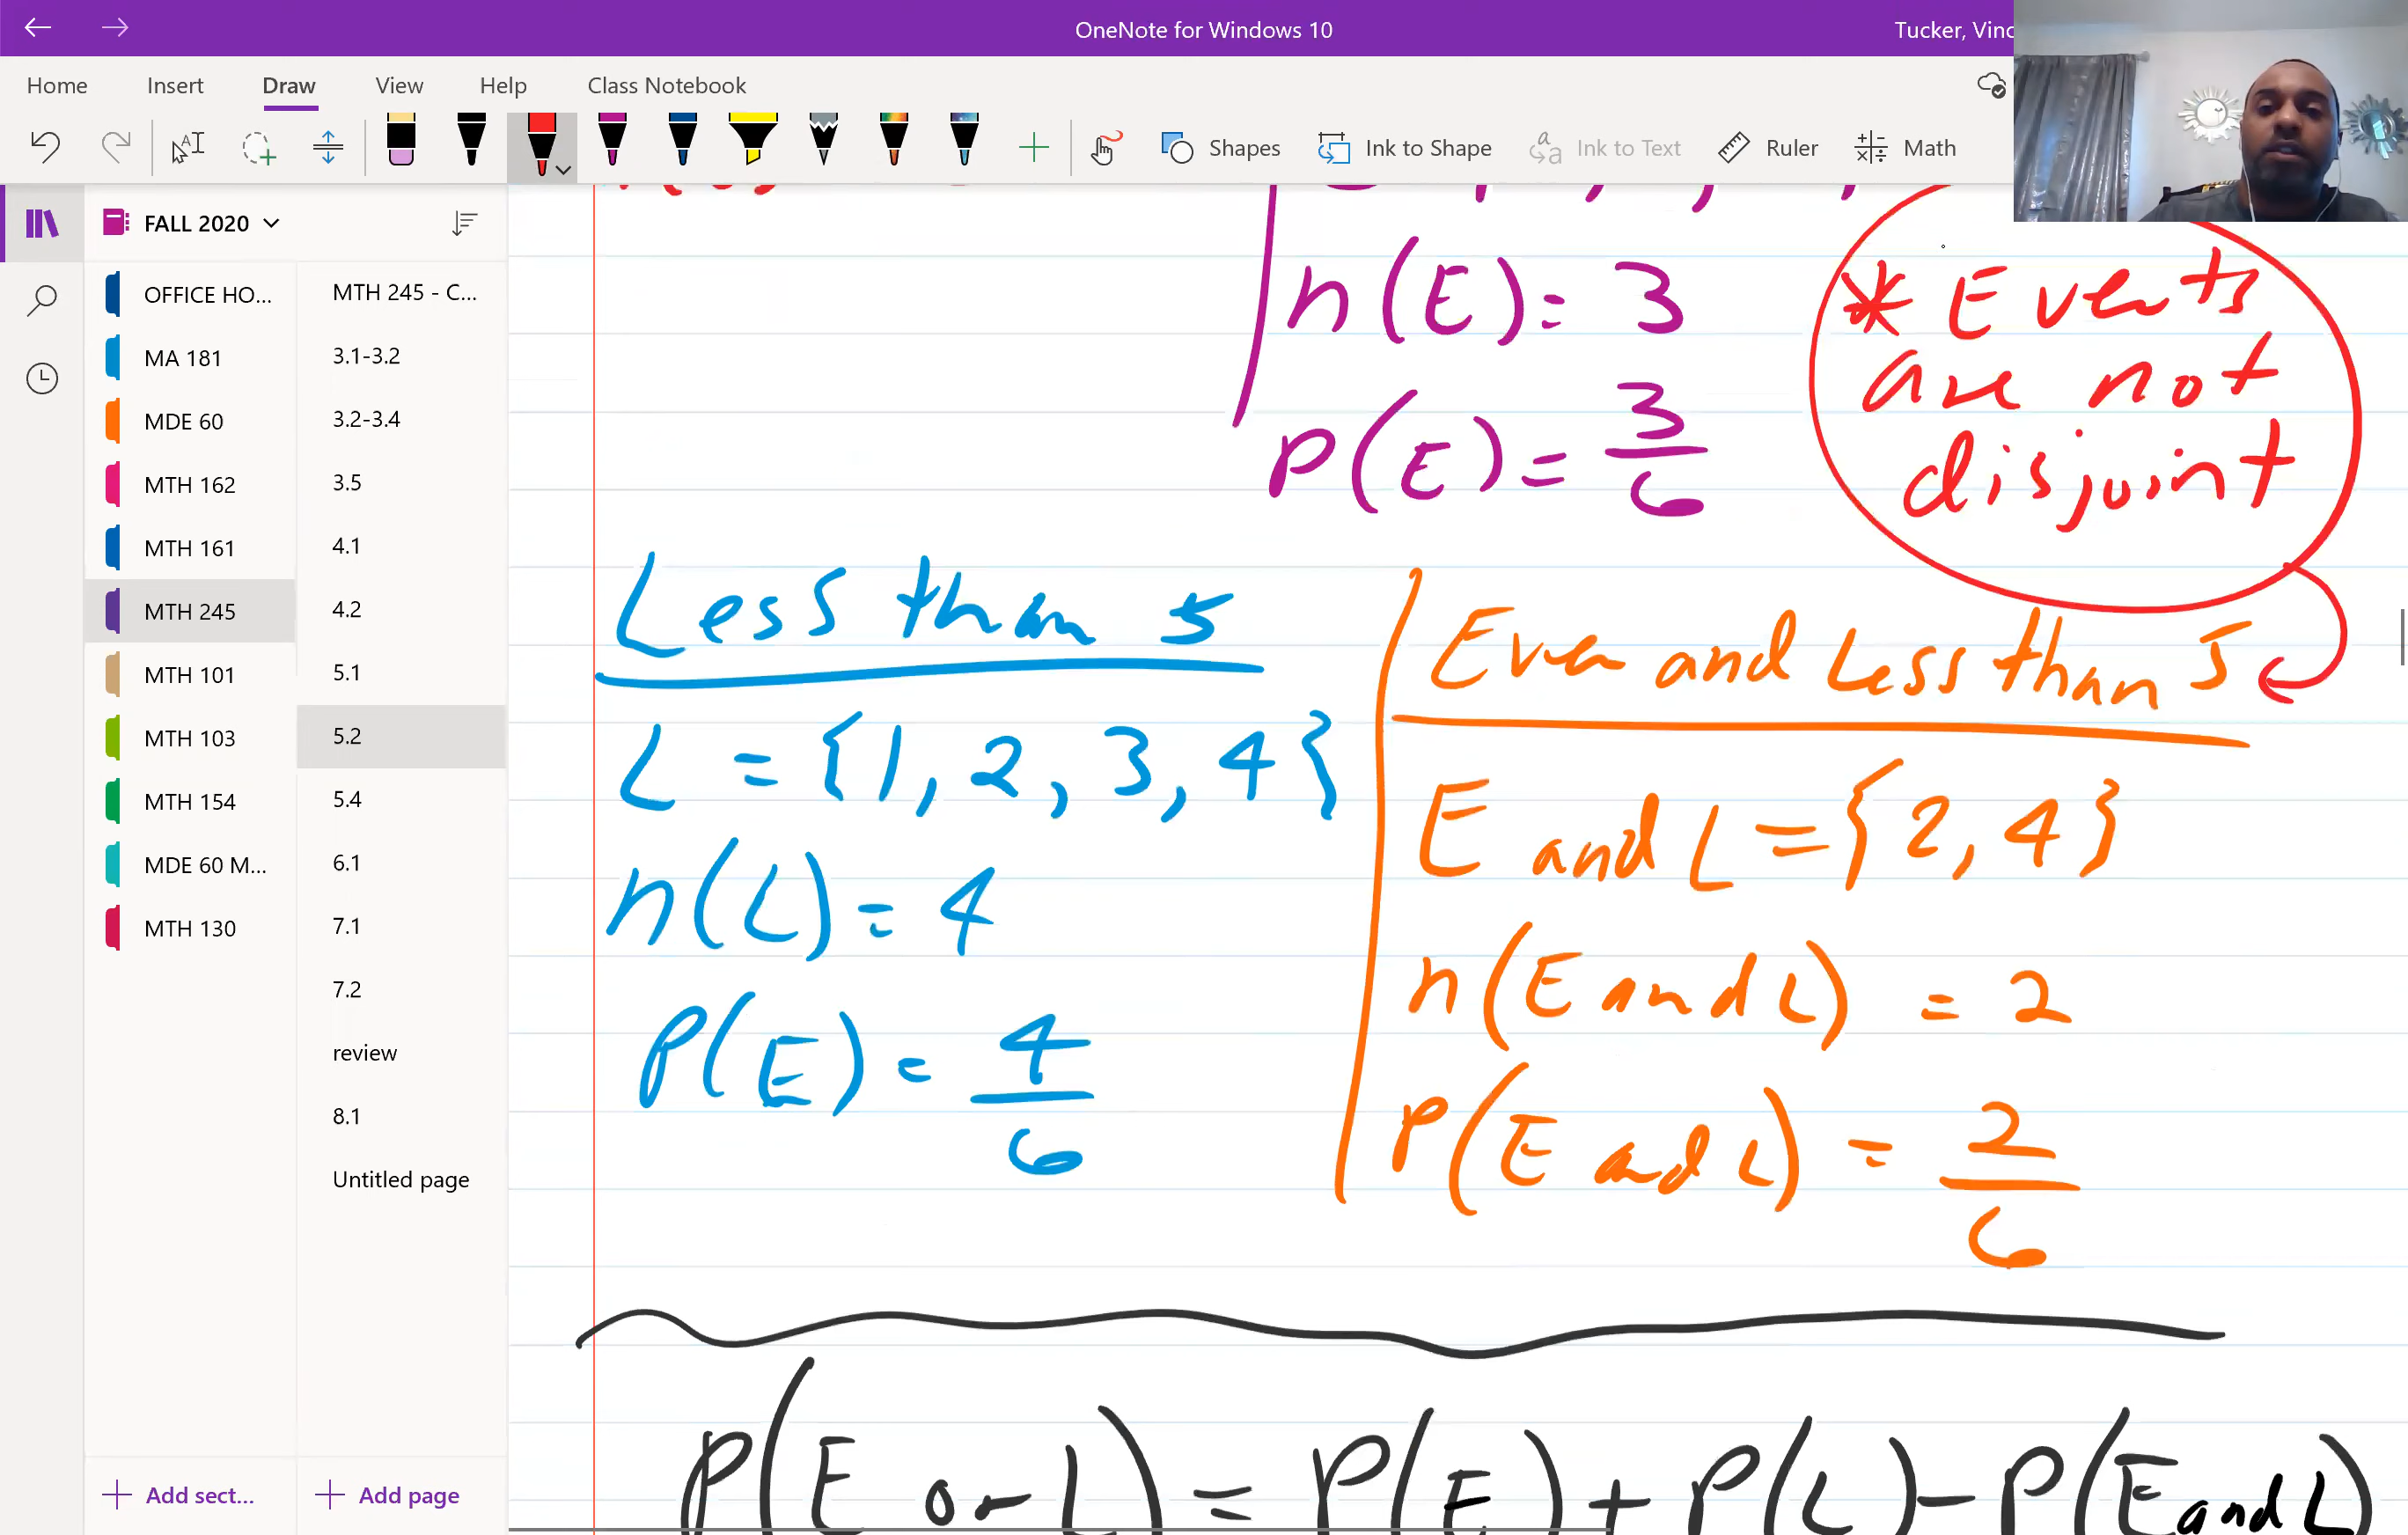 OneNote for Windows 10
Tucker, Vinc
Home Insert Draw View Help Class Notebook
Shapes Ink to Shape Ink to Text Ruler Math
FALL 2020
OFFICE HO...
MA 181
MDE 60
MTH 162
MTH 161
MTH 245
MTH 101
MTH 103
MTH 154
MDE 60 M...
MTH 130
Add sect...
MTH 245 - C...
3.1-3.2
3.2-3.4
3.5
4.1
4.2
5.1
5.2
5.4
6.1
7.1
7.2
review
8.1
Untitled page
Add page
n(E)= 3
P(E)= 3/6
* Events
are not
disjoint
Less than 5
L = {1, 2, 3, 4}
n(L)= 4
P(E)= 4/6
Even and Less than 5
E and L = {2, 4}
n(E and L) = 2
P(E and L) = 2/6
P(E or L) = P(E) + P(L) - P(E and L)